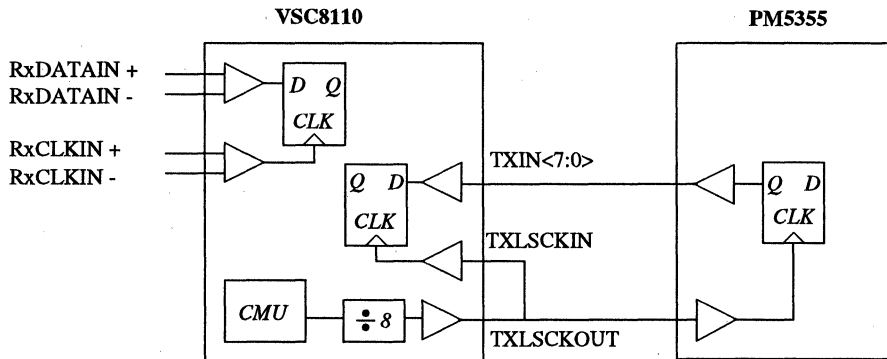 VSC8110 PM5355
RxDATAIN +
RxDATAIN -
D Q
CLK
RxCLKIN +
RxCLKIN -
TXIN<7:0>
Q D
CLK
Q D
CLK
TXLSCKIN
CMU
÷ 8
TXLSCKOUT